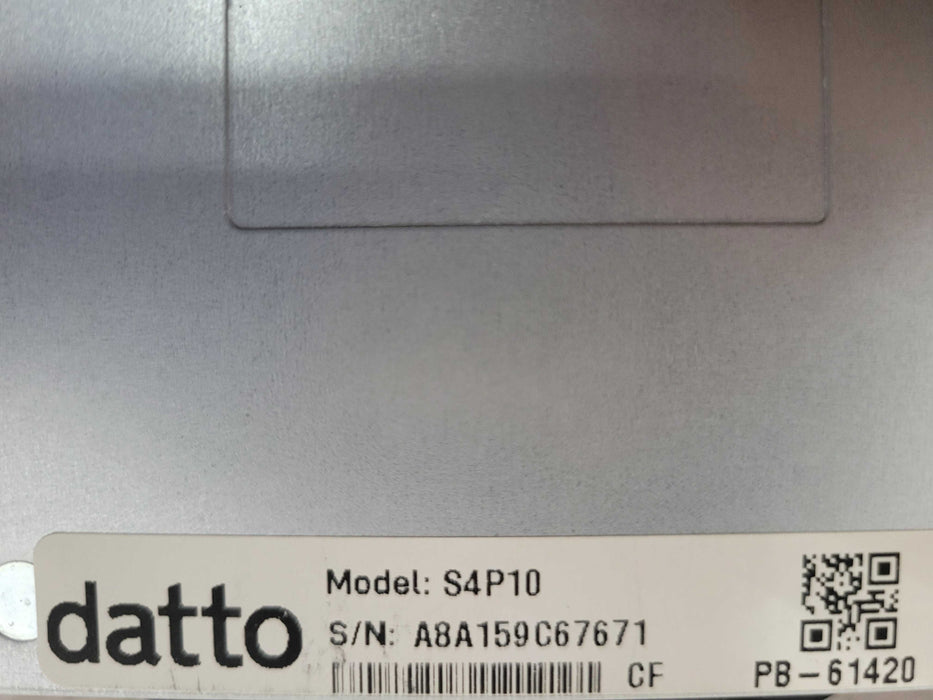 datto
Model: S4P10
S/N: A8A159C67671
CF
PB-61420